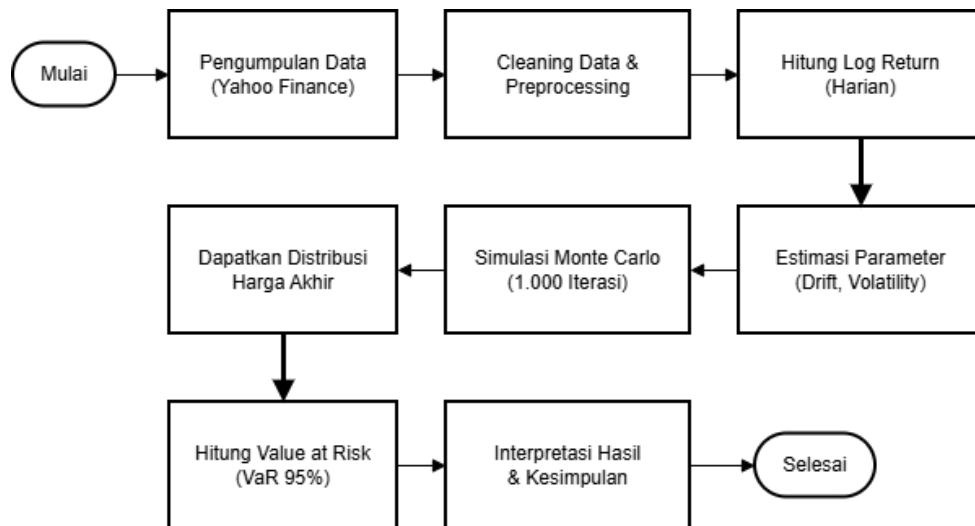 Mulai
Pengumpulan Data
(Yahoo Finance)
Cleaning Data &
Preprocessing
Hitung Log Return
(Harian)
Estimasi Parameter
(Drift, Volatility)
Simulasi Monte Carlo
(1.000 Iterasi)
Dapatkan Distribusi
Harga Akhir
Hitung Value at Risk
(VaR 95%)
Interpretasi Hasil
& Kesimpulan
Selesai